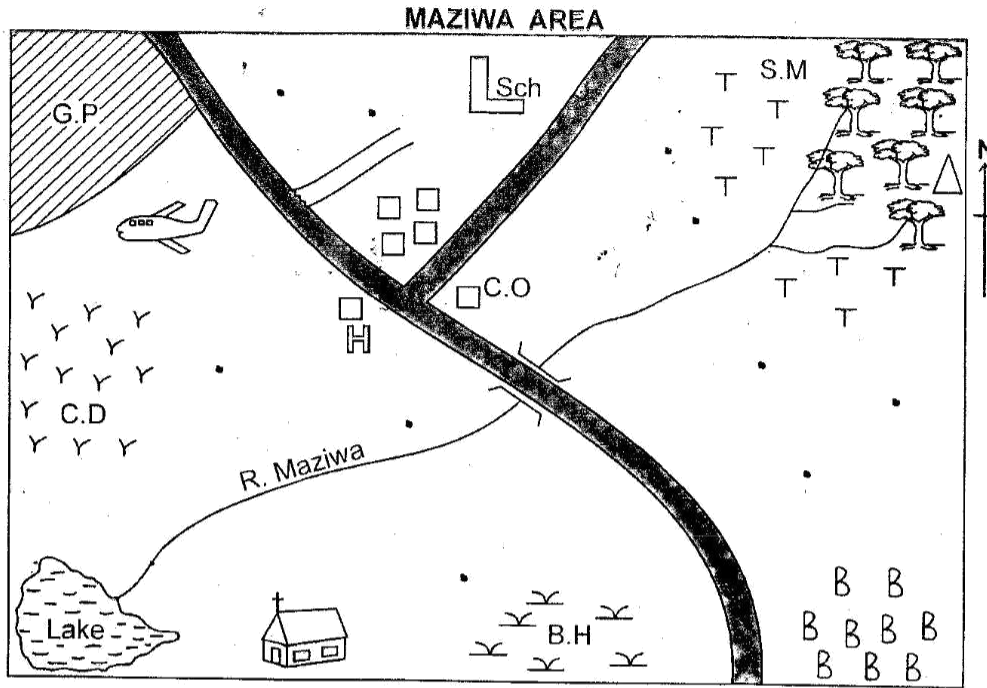 MAZIWA AREA
S.M
Sch
G.P
N
C.O
H
C.D
R. Maziwa
Lake
B.H
T T T T T T T T T
Y Y Y Y Y Y Y Y Y Y Y Y
B B
B B B B
B B B